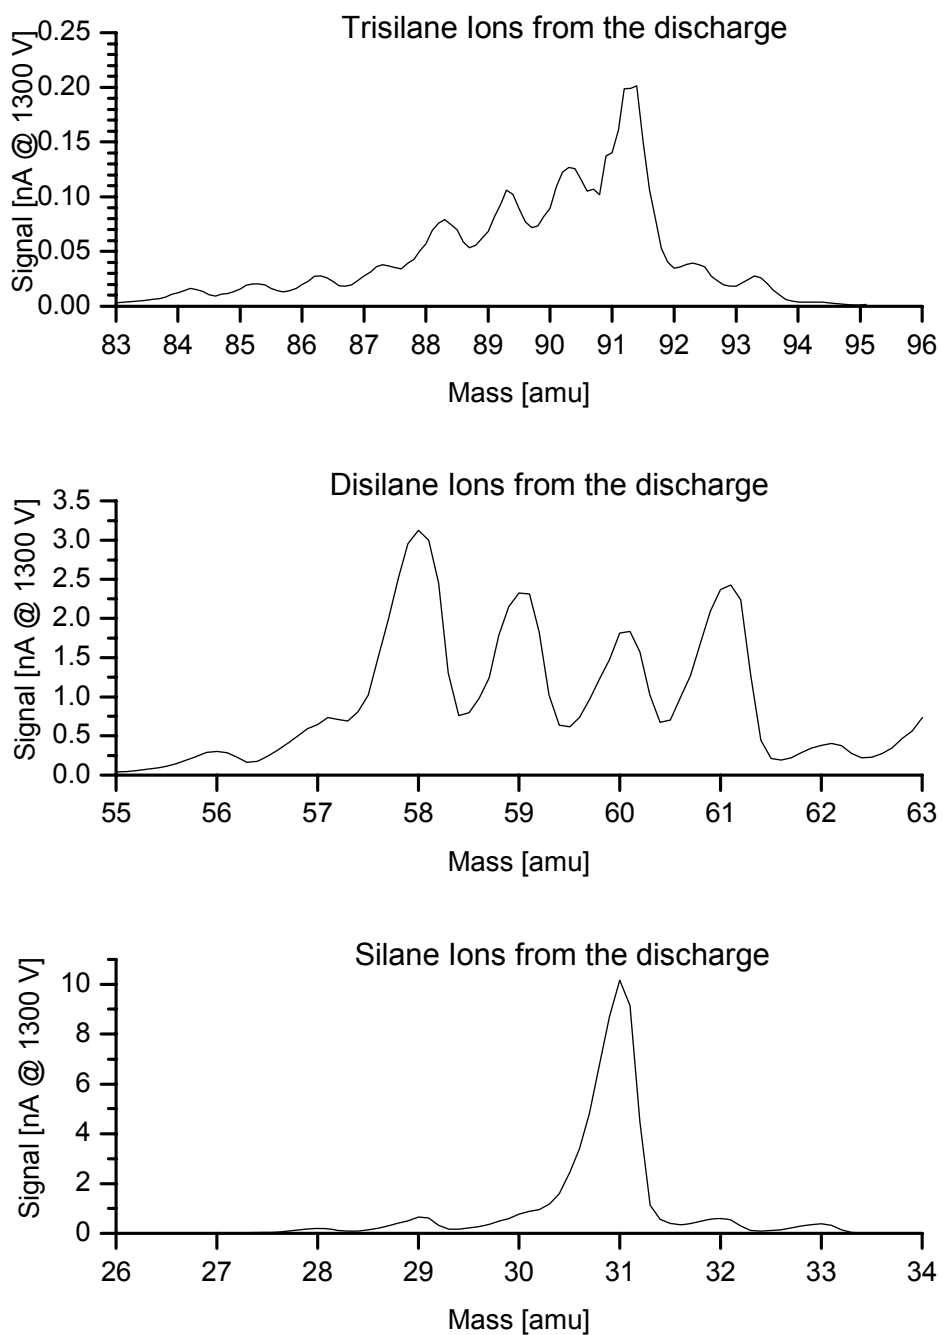 Trisilane Ions from the discharge
Signal [nA @ 1300 V]
0.25
0.20
0.15
0.10
0.05
0.00
83 84 85 86 87 88 89 90 91 92 93 94 95 96
Mass [amu]
Disilane Ions from the discharge
Signal [nA @ 1300 V]
3.5
3.0
2.5
2.0
1.5
1.0
0.5
0.0
55 56 57 58 59 60 61 62 63
Mass [amu]
Silane Ions from the discharge
Signal [nA @ 1300 V]
10
8
6
4
2
0
26 27 28 29 30 31 32 33 34
Mass [amu]